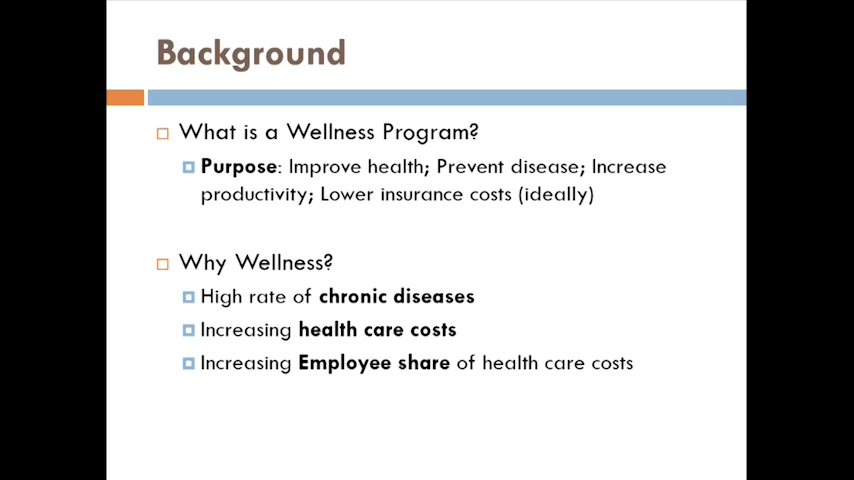 Background
What is a Wellness Program?
Purpose: Improve health; Prevent disease; Increase
productivity; Lower insurance costs (ideally)
Why Wellness?
High rate of chronic diseases
Increasing health care costs
Increasing Employee share of health care costs